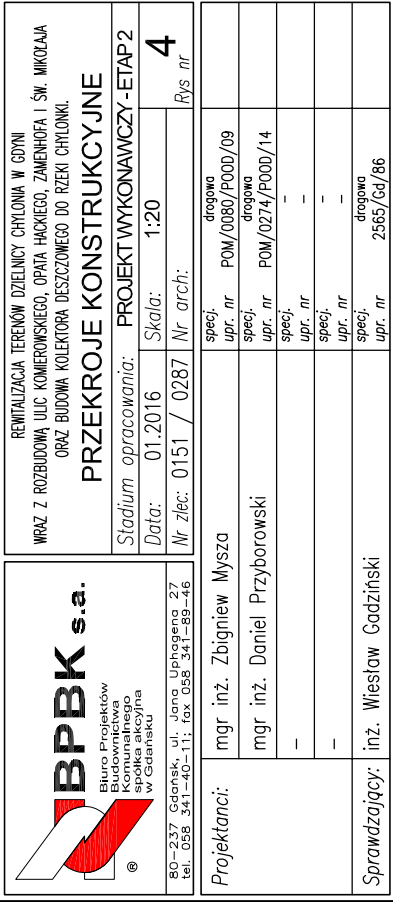 BPBK s.a.
Biuro Projektów
Budownictwa
Komunalnego
spółka akcyjna
w Gdańsku
®
80-237 Gdańsk, ul. Jana Uphagena 27
tel. 058 341-40-11; fax 058 341-89-46
REWITALIZACJA TERENÓW DZIELNICY CHYLONIA W GDYNI
WRAZ Z ROZBUDOWĄ ULIC KOMIEROWSKIEGO, OPATA HACKIEGO, ZAMENHOFA I ŚW. MIKOŁAJA
ORAZ BUDOWA KOLEKTORA DESZCZOWEGO DO RZEKI CHYLONKI.
PRZEKROJE KONSTRUKCYJNE
Stadium opracowania: PROJEKT WYKONAWCZY - ETAP 2
Data: 01.2016 Skala: 1:20 4
Nr zlec: 0151 / 0287 Nr arch: Rys nr
Projektanci: mgr inż. Zbigniew Mysza specj. drogowa
upr. nr POM/0080/POOD/09
mgr inż. Daniel Przyborowski specj. drogowa
upr. nr POM/0274/POOD/14
– specj. –
upr. nr –
– specj. –
upr. nr –
Sprawdzający: inż. Wiesław Gadziński specj. drogowa
upr. nr 2565/Gd/86